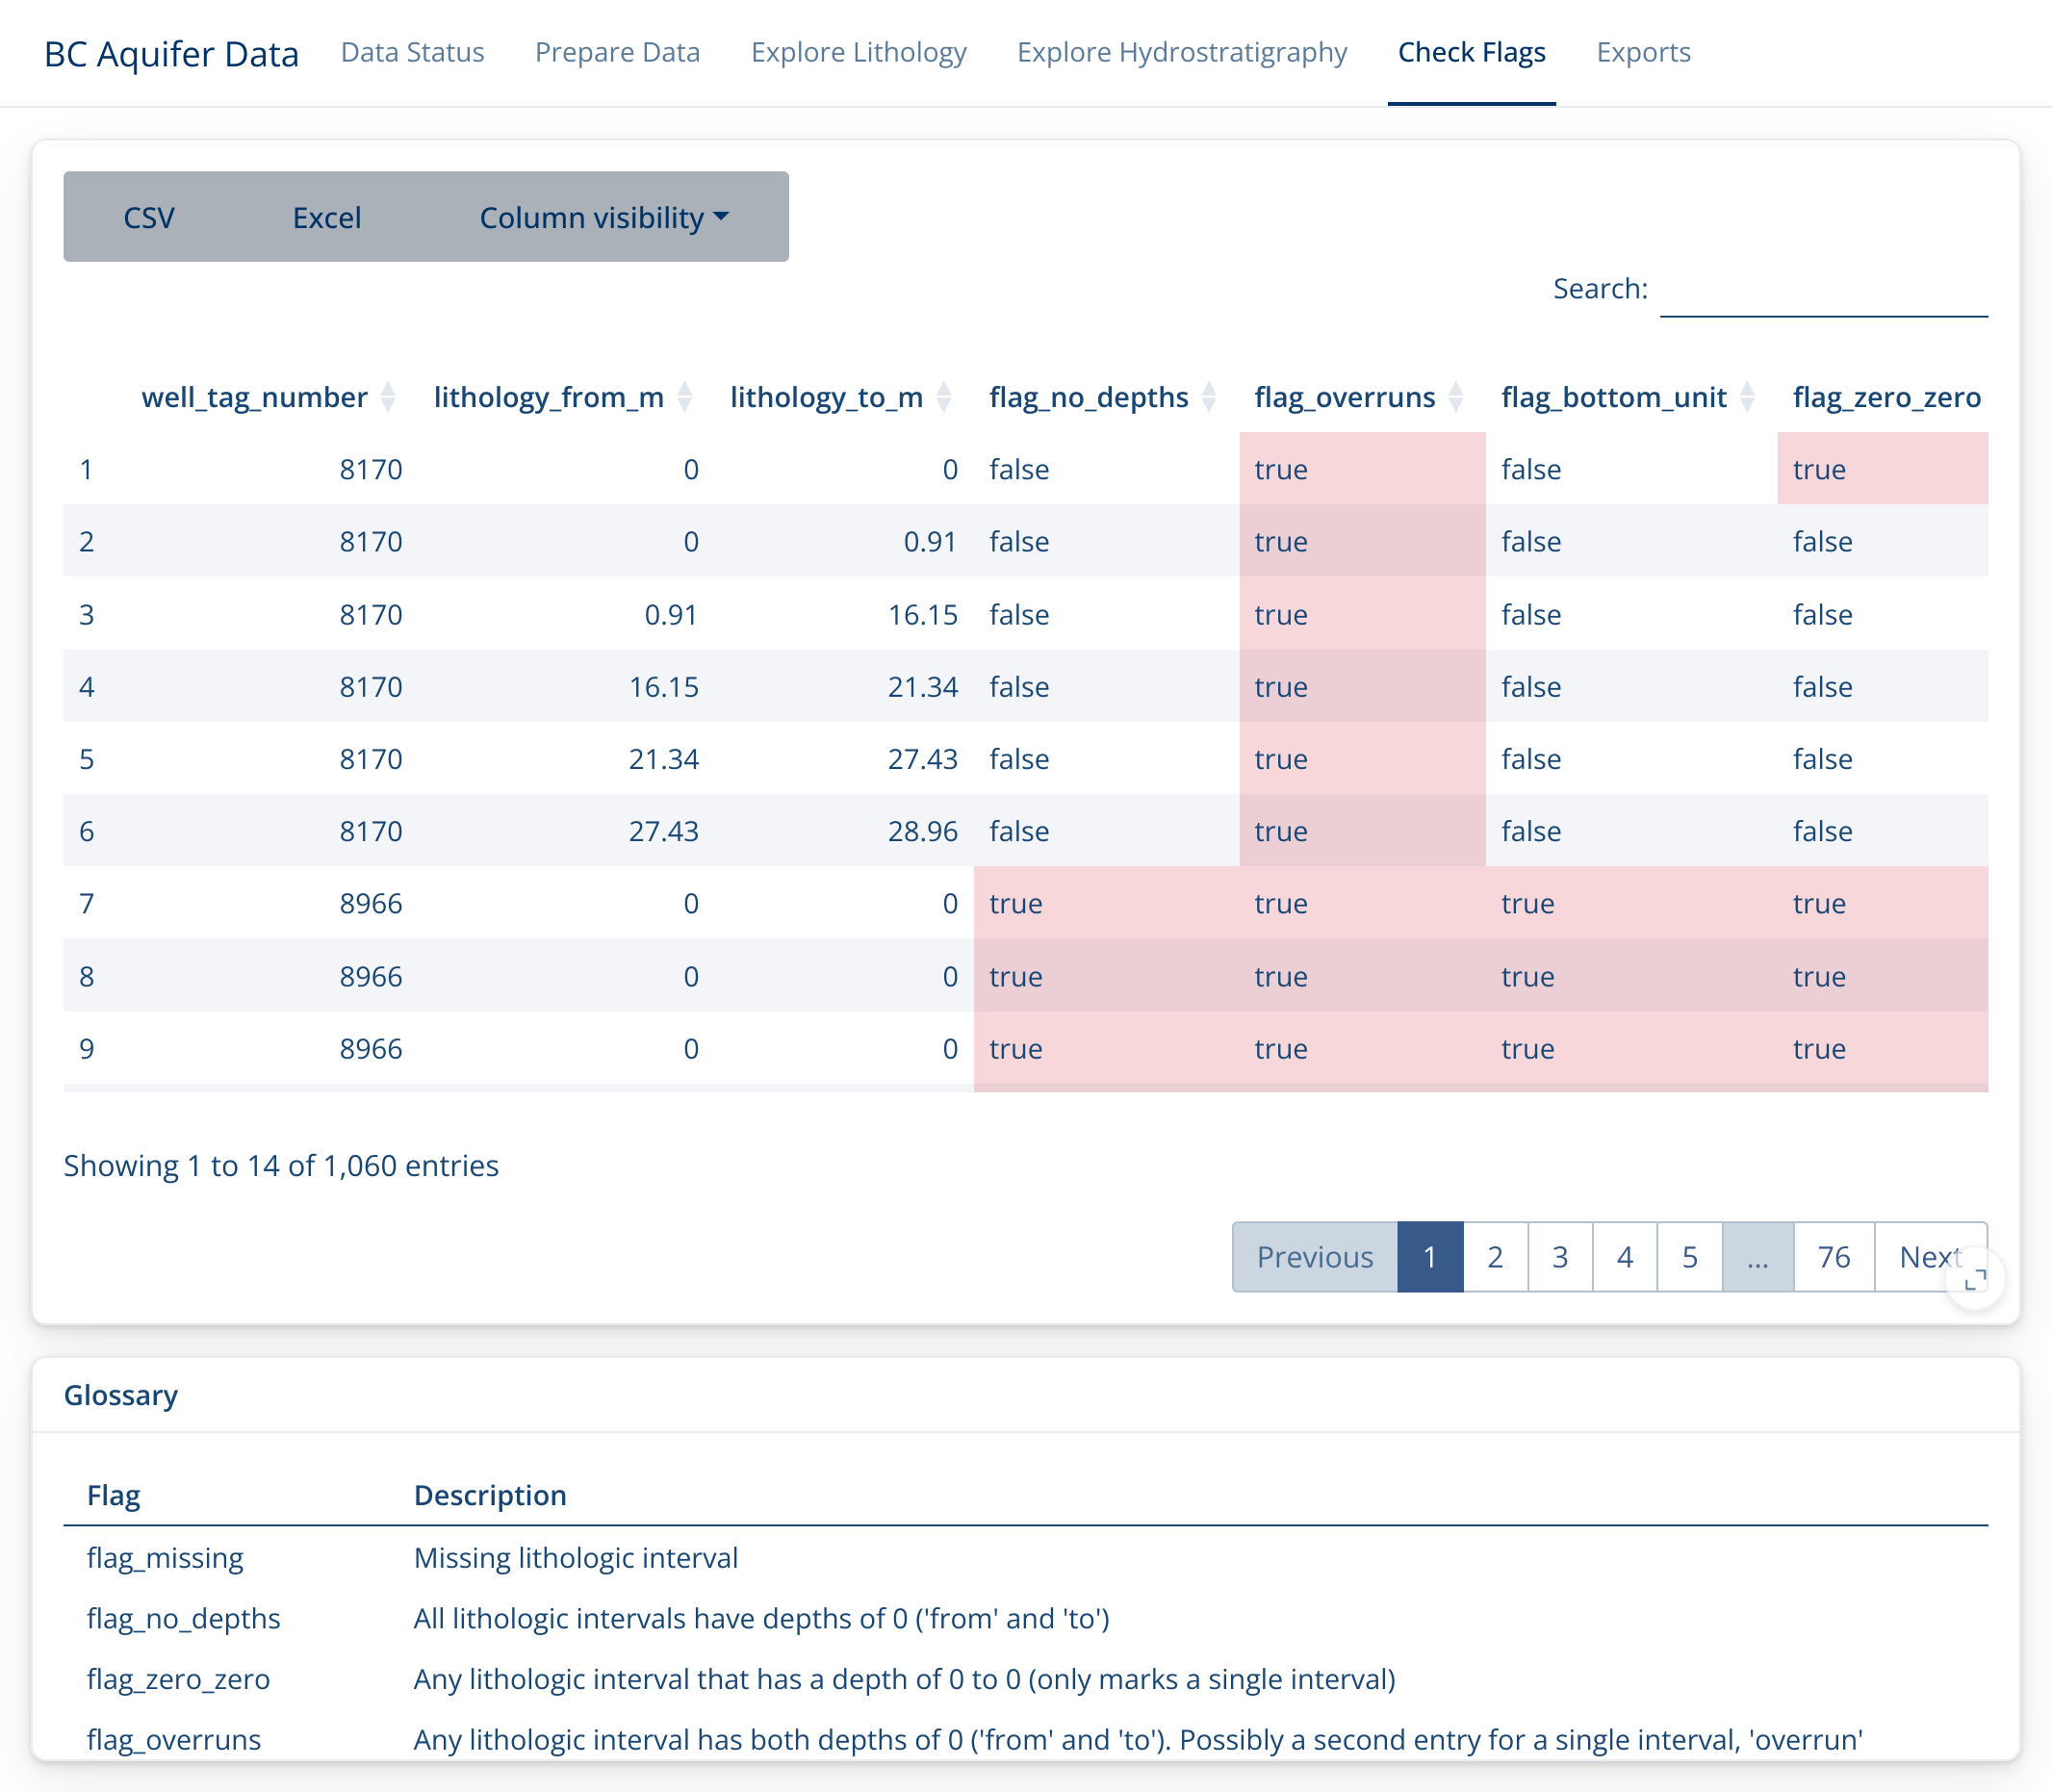 BC Aquifer Data Data Status Prepare Data Explore Lithology Explore Hydrostratigraphy Check Flags Exports
CSV Excel Column visibility
Search:
well_tag_number lithology_from_m lithology_to_m flag_no_depths flag_overruns flag_bottom_unit flag_zero_zero
1 8170 0 0 false true false true
2 8170 0 0.91 false true false false
3 8170 0.91 16.15 false true false false
4 8170 16.15 21.34 false true false false
5 8170 21.34 27.43 false true false false
6 8170 27.43 28.96 false true false false
7 8966 0 0 true true true true
8 8966 0 0 true true true true
9 8966 0 0 true true true true
Showing 1 to 14 of 1,060 entries
Previous 1 2 3 4 5 ... 76 Next
Glossary
Flag Description
flag_missing Missing lithologic interval
flag_no_depths All lithologic intervals have depths of 0 ('from' and 'to')
flag_zero_zero Any lithologic interval that has a depth of 0 to 0 (only marks a single interval)
flag_overruns Any lithologic interval has both depths of 0 ('from' and 'to'). Possibly a second entry for a single interval, 'overrun'